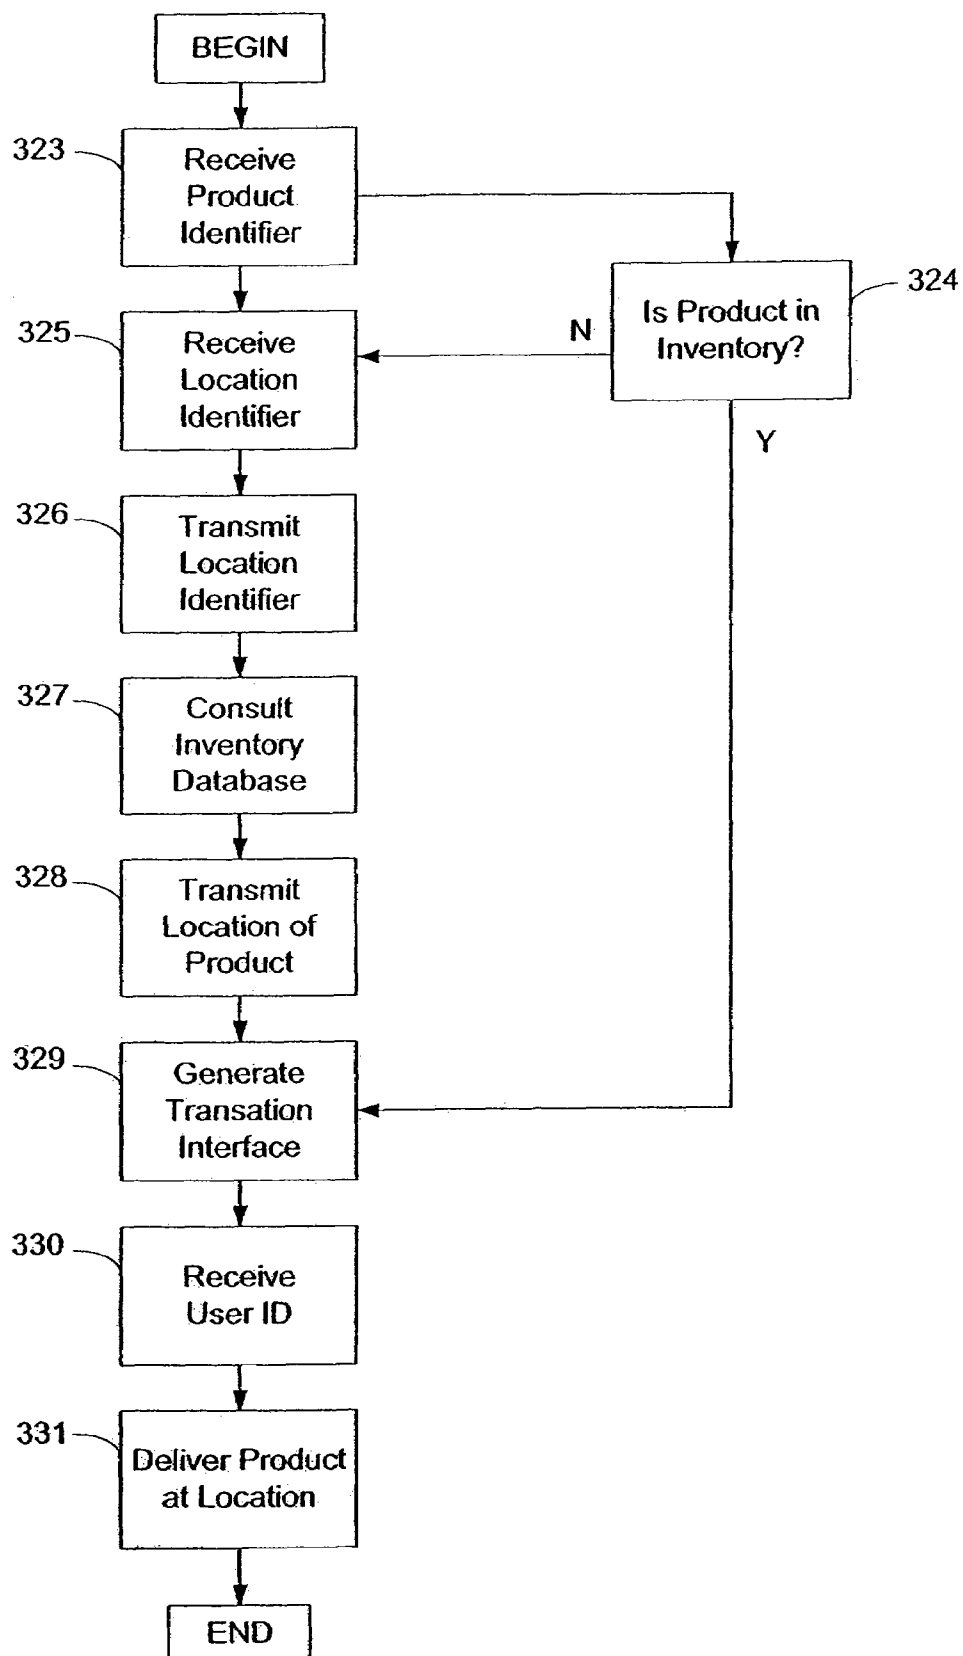 BEGIN
323
Receive
Product
Identifier
324
Is Product in
Inventory?
N
Y
325
Receive
Location
Identifier
326
Transmit
Location
Identifier
327
Consult
Inventory
Database
328
Transmit
Location of
Product
329
Generate
Transation
Interface
330
Receive
User ID
331
Deliver Product
at Location
END